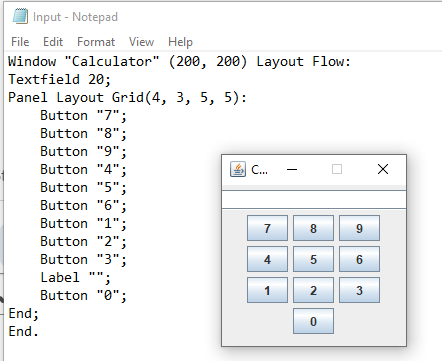 Input - Notepad
File Edit Format View Help
Window "Calculator" (200, 200) Layout Flow:
Textfield 20;
Panel Layout Grid(4, 3, 5, 5):
Button "7";
Button "8";
Button "9";
Button "4";
Button "5";
Button "6";
Button "1";
Button "2";
Button "3";
Label "";
Button "0";
End;
End.
C...
7 8 9
4 5 6
1 2 3
0